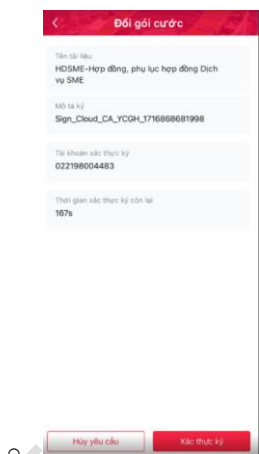 Đổi gói cước
Tên tài liệu
HDSME-Hợp đồng, phụ lục hợp đồng Dịch
vụ SME
Mô tả ký
Sign_Cloud_CA_YCGH_1716868681998
Tài khoản xác thực ký
022198004483
Thời gian xác thực ký còn lại
167s
Hủy yêu cầu
Xác thực ký